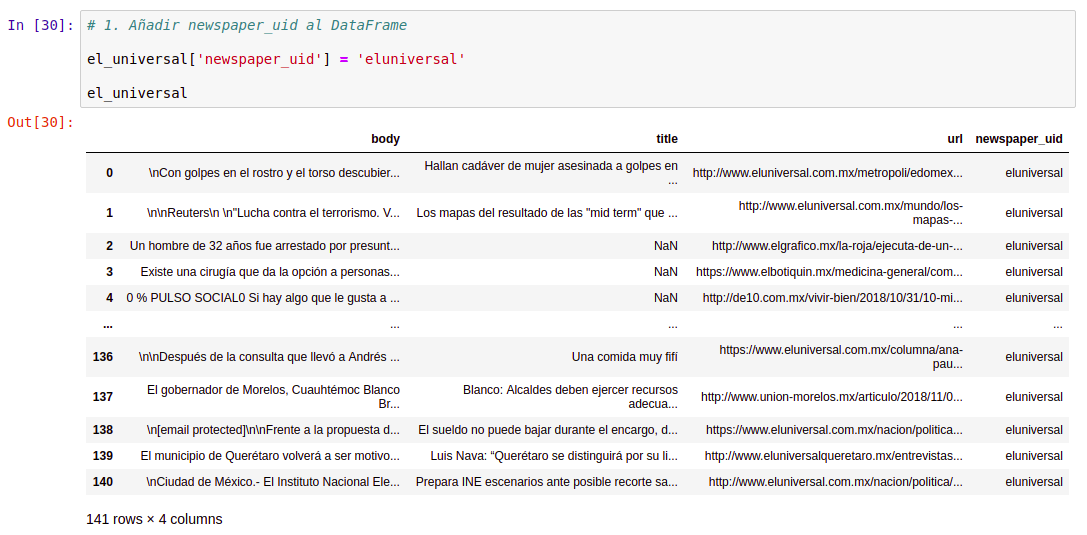 In [30]: # 1. Añadir newspaper_uid al DataFrame
el_universal['newspaper_uid'] = 'eluniversal'
el_universal
Out[30]:
body title url newspaper_uid
0 \nCon golpes en el rostro y el torso descubier... Hallan cadáver de mujer asesinada a golpes en ... http://www.eluniversal.com.mx/metropoli/edomex... eluniversal
1 \n\nReuters\n \n"Lucha contra el terrorismo. V... Los mapas del resultado de las "mid term" que ... http://www.eluniversal.com.mx/mundo/los-mapas-... eluniversal
2 Un hombre de 32 años fue arrestado por presunt... NaN http://www.elgrafico.mx/la-roja/ejecuta-de-un-... eluniversal
3 Existe una cirugía que da la opción a personas... NaN https://www.elbotiquin.mx/medicina-general/com... eluniversal
4 0 % PULSO SOCIAL0 Si hay algo que le gusta a ... NaN http://de10.com.mx/vivir-bien/2018/10/31/10-mi... eluniversal
... ... ... ... ...
136 \n\nDespués de la consulta que llevó a Andrés ... Una comida muy fifí https://www.eluniversal.com.mx/columna/ana-pau... eluniversal
137 El gobernador de Morelos, Cuauhtémoc Blanco Br... Blanco: Alcaldes deben ejercer recursos adecua... http://www.union-morelos.mx/articulo/2018/11/0... eluniversal
138 \n[email protected]\n\nFrente a la propuesta d... El sueldo no puede bajar durante el encargo, d... https://www.eluniversal.com.mx/nacion/politica... eluniversal
139 El municipio de Querétaro volverá a ser motivo... Luis Nava: “Querétaro se distinguirá por su li... http://www.eluniversalqueretaro.mx/entrevistas... eluniversal
140 \nCiudad de México.- El Instituto Nacional Ele... Prepara INE escenarios ante posible recorte sa... http://www.eluniversal.com.mx/nacion/politica/... eluniversal
141 rows × 4 columns